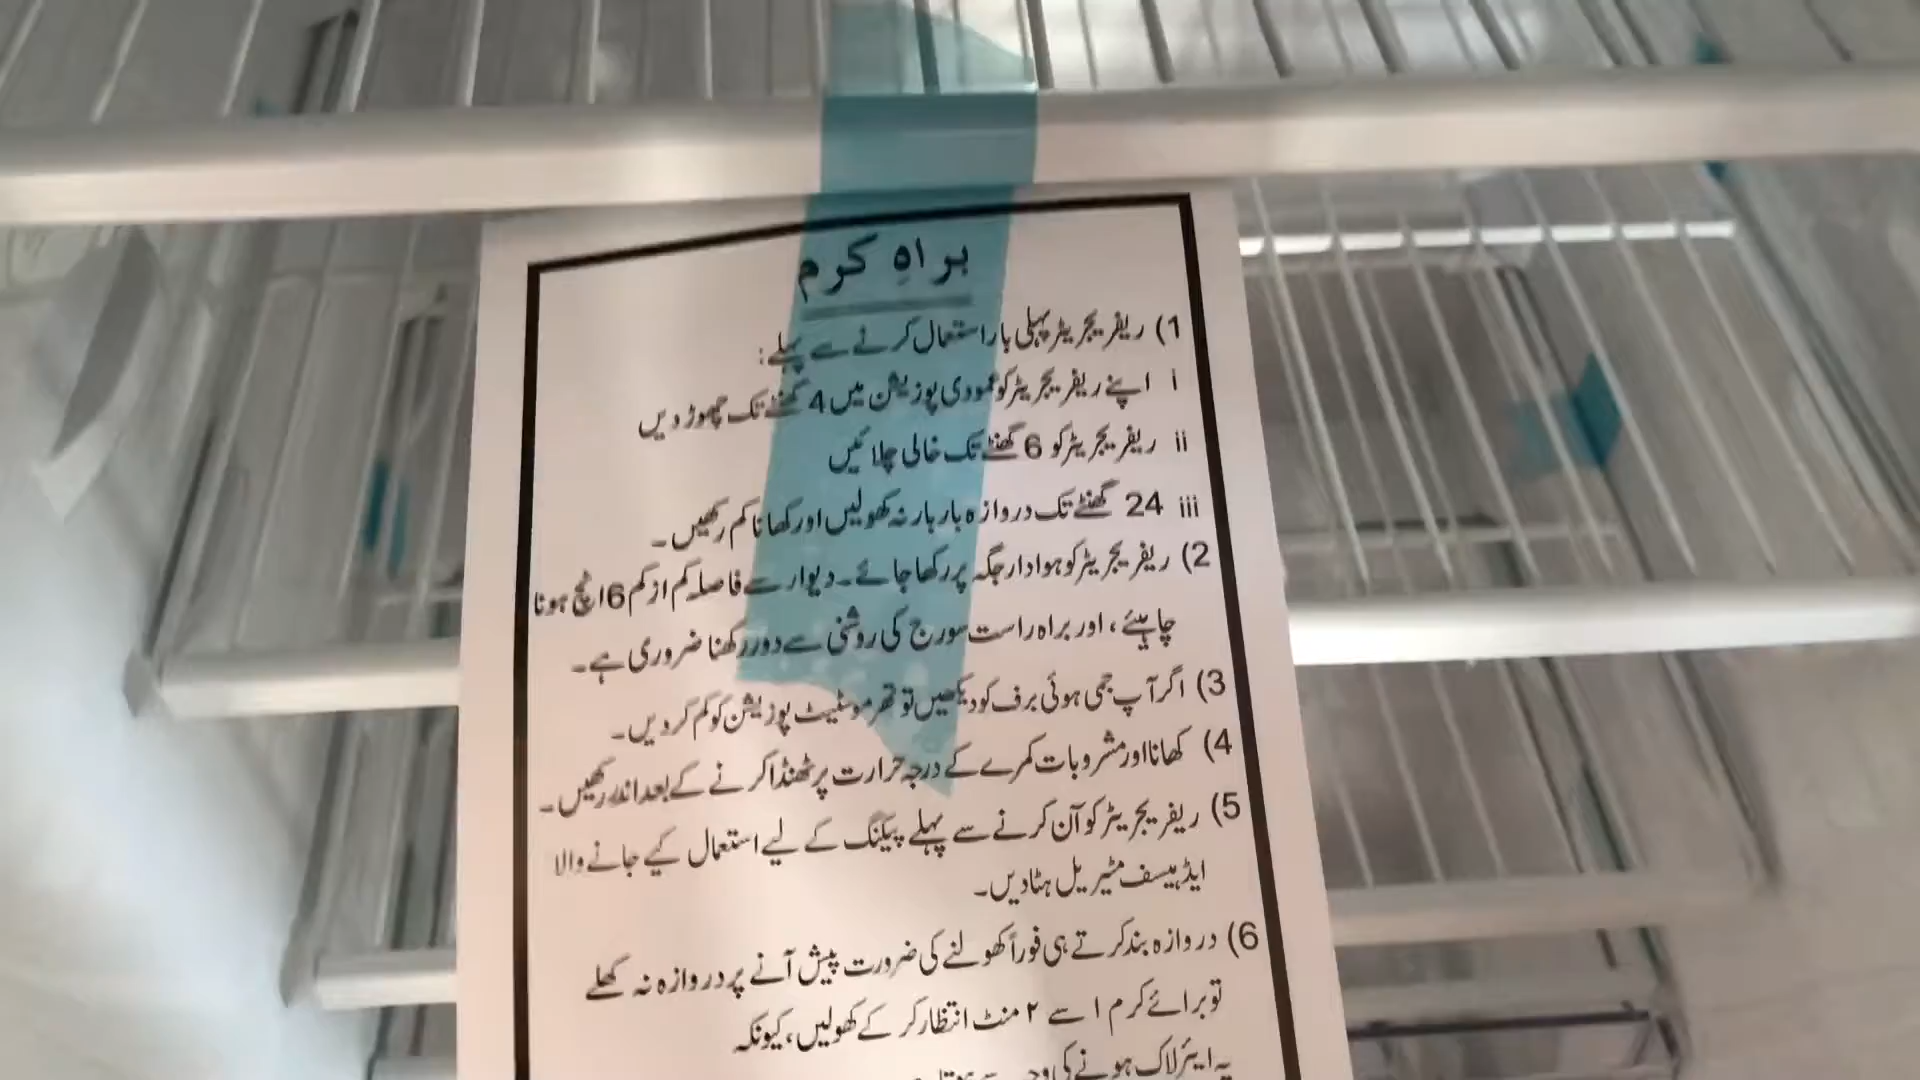 براہِ کرم
1) ریفریجریٹر پہلی بار استعمال کرنے سے پہلے:
i اپنے ریفریجریٹر کو عمودی پوزیشن میں 4 گھنٹے تک چھوڑ دیں
ii ریفریجریٹر کو 6 گھنٹے تک خالی چلائیں
iii 24 گھنٹے تک دروازہ بار بار نہ کھولیں اور کھانا کم رکھیں۔
2) ریفریجریٹر کو ہوادار جگہ پر رکھا جائے۔ دیوار سے فاصلہ کم از کم 6 انچ ہونا
چاہیئے، اور براہ راست سورج کی روشنی سے دور رکھنا ضروری ہے۔
3) اگر آپ جمی ہوئی برف کو دیکھیں تو تھرموسٹیٹ پوزیشن کو کم کر دیں۔
4) کھانا اور مشروبات کمرے کے درجہ حرارت پر ٹھنڈا کرنے کے بعد اندر رکھیں۔
5) ریفریجریٹر کو آن کرنے سے پہلے پیکنگ کے لیے استعمال کیے جانے والا
ایڈہیسف مٹیریل ہٹا دیں۔
6) دروازہ بند کرتے ہی فوراً کھولنے کی ضرورت پیش آنے پر دروازہ نہ کھلے
تو برائے کرم ۱ سے ۲ منٹ انتظار کر کے کھولیں، کیونکہ
یہ ایئرلاک ہونے کی وجہ سے